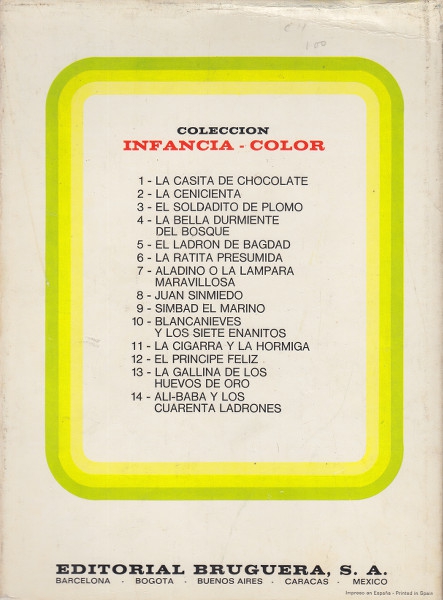 COLECCION
INFANCIA - COLOR
1 - LA CASITA DE CHOCOLATE
2 - LA CENICIENTA
3 - EL SOLDADITO DE PLOMO
4 - LA BELLA DURMIENTE
DEL BOSQUE
5 - EL LADRON DE BAGDAD
6 - LA RATITA PRESUMIDA
7 - ALADINO O LA LAMPARA
MARAVILLOSA
8 - JUAN SINMIEDO
9 - SIMBAD EL MARINO
10 - BLANCANIEVES
Y LOS SIETE ENANITOS
11 - LA CIGARRA Y LA HORMIGA
12 - EL PRINCIPE FELIZ
13 - LA GALLINA DE LOS
HUEVOS DE ORO
14 - ALI-BABA Y LOS
CUARENTA LADRONES
EDITORIAL BRUGUERA, S. A.
BARCELONA - BOGOTA - BUENOS AIRES - CARACAS - MEXICO
Impreso en España - Printed in Spain